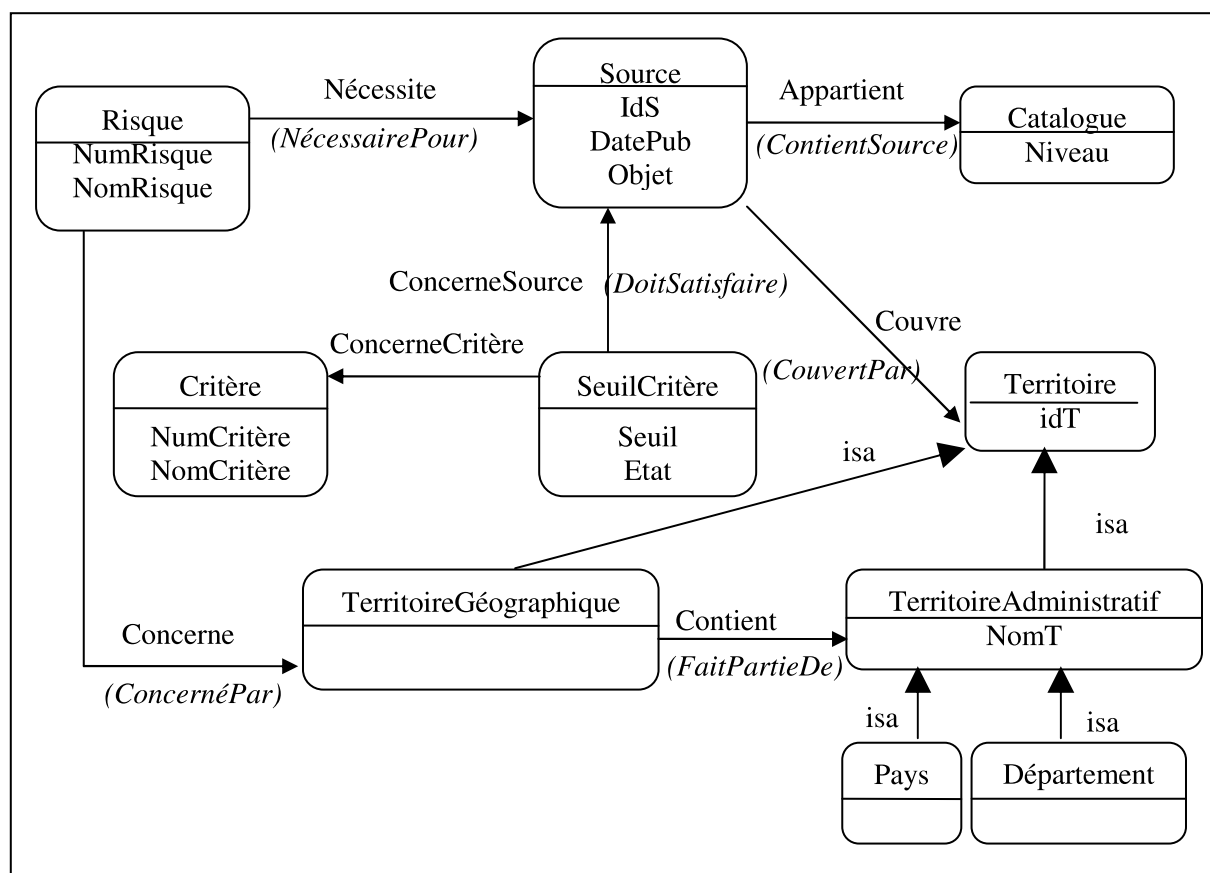 Risque
NumRisque
NomRisque
Nécessite
(NécessairePour)
Source
IdS
DatePub
Objet
Appartient
(ContientSource)
Catalogue
Niveau
ConcerneSource
(DoitSatisfaire)
Couvre
(CouvertPar)
ConcerneCritère
Critère
NumCritère
NomCritère
SeuilCritère
Seuil
Etat
Territoire
idT
isa
isa
TerritoireGéographique
Contient
(FaitPartieDe)
TerritoireAdministratif
NomT
Concerne
(ConcernéPar)
isa
isa
Pays
Département